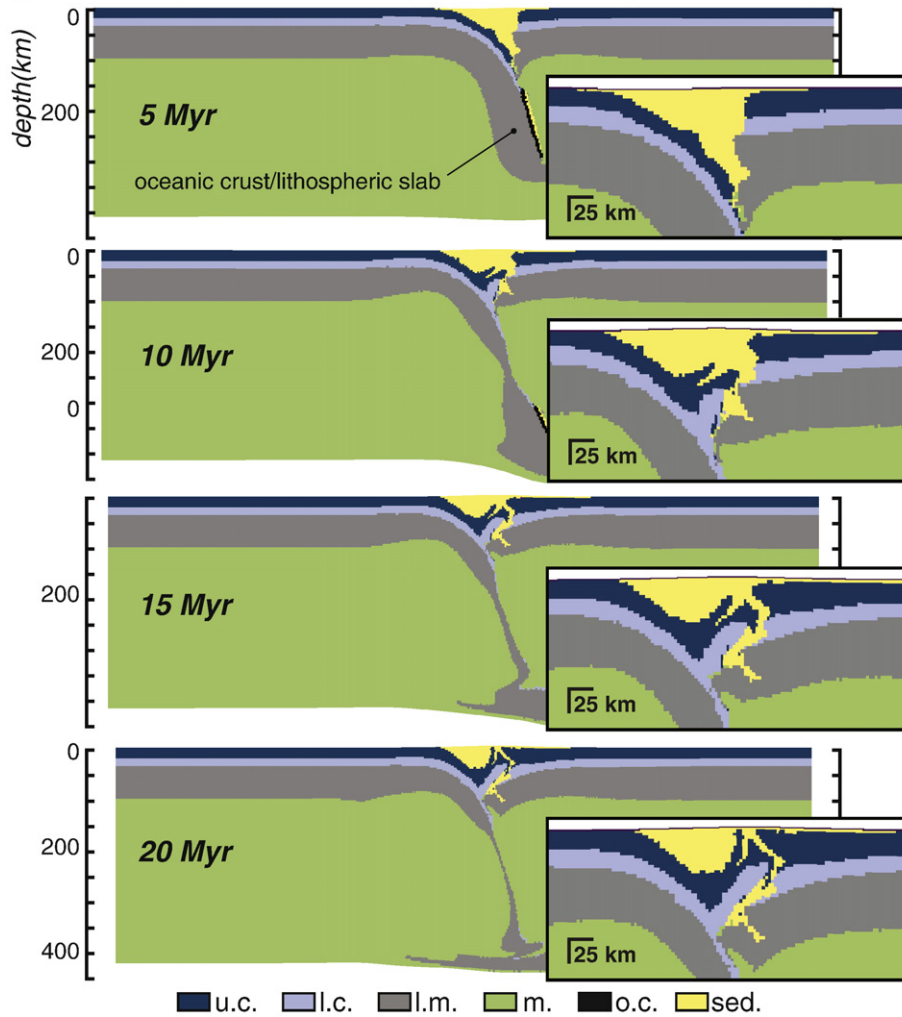 0
depth(km)
200
5 Myr
oceanic crust/lithospheric slab
25 km
0
200
10 Myr
0
25 km
200
15 Myr
25 km
0
200
20 Myr
400
25 km
u.c. l.c. l.m. m. o.c. sed.